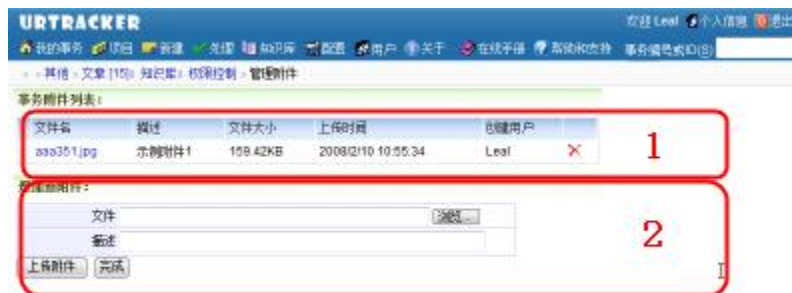 URTRACKER
欢迎 Leal 个人信息 退出
我的事务 项目 新建 处理 知识库 视图 用户 关于 在线手册 帮助和支持 事务编号或ID(S)
其他 文章 [15]: 知识库: 权限控制 管理附件
事务附件列表:
文件名 描述 文件大小 上传时间 创建用户
aaa351.jpg 示例附件1 159.42KB 2008/2/10 10:55:34 Leal
1
附件:
文件 浏览...
描述
2
上传附件 完成